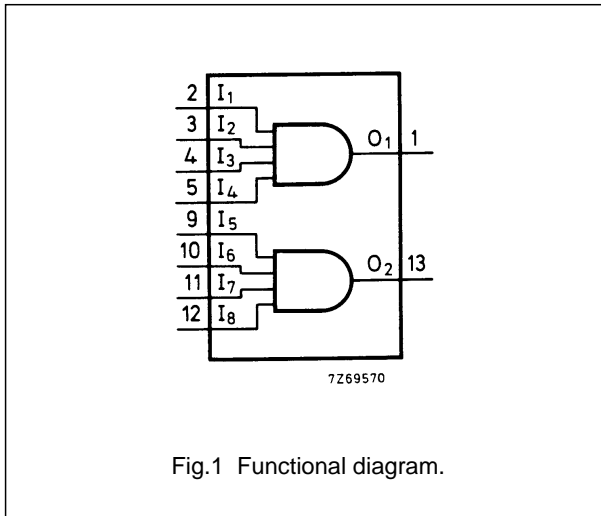 2 I1
3 I2
4 I3
5 I4
9 I5
10 I6
11 I7
12 I8
O1 1
O2 13
7Z69570
Fig.1 Functional diagram.